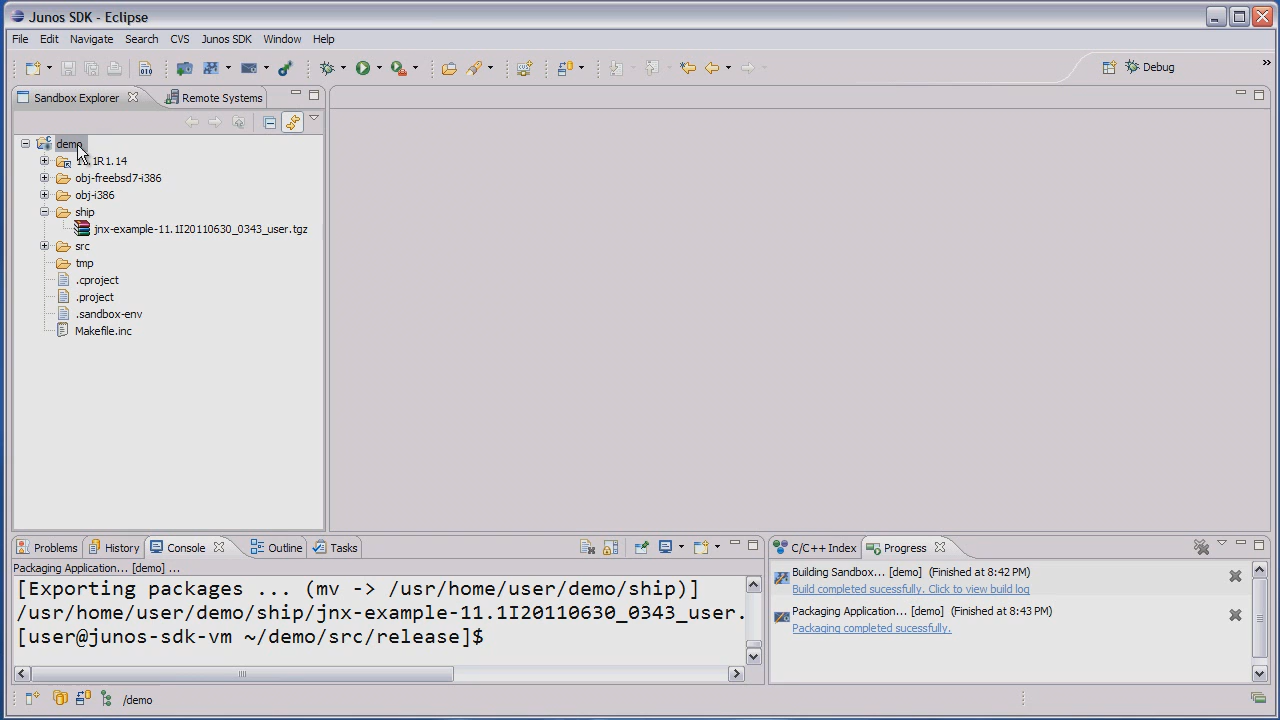 Junos SDK - Eclipse
File Edit Navigate Search CVS Junos SDK Window Help
Debug
Sandbox Explorer
Remote Systems
demo
1R1.14
obj-freebsd7-i386
obj-i386
ship
jnx-example-11.1I20110630_0343_user.tgz
src
tmp
.cproject
.project
.sandbox-env
Makefile.inc
Problems History Console Outline Tasks
Packaging Application... [demo] ...
[Exporting packages ... (mv -> /usr/home/user/demo/ship)]
/usr/home/user/demo/ship/jnx-example-11.1I20110630_0343_user.
[user@junos-sdk-vm ~/demo/src/release]$
C/C++ Index Progress
Building Sandbox... [demo] (Finished at 8:42 PM)
Build completed sucessfully. Click to view build log
Packaging Application... [demo] (Finished at 8:43 PM)
Packaging completed sucessfully.
/demo